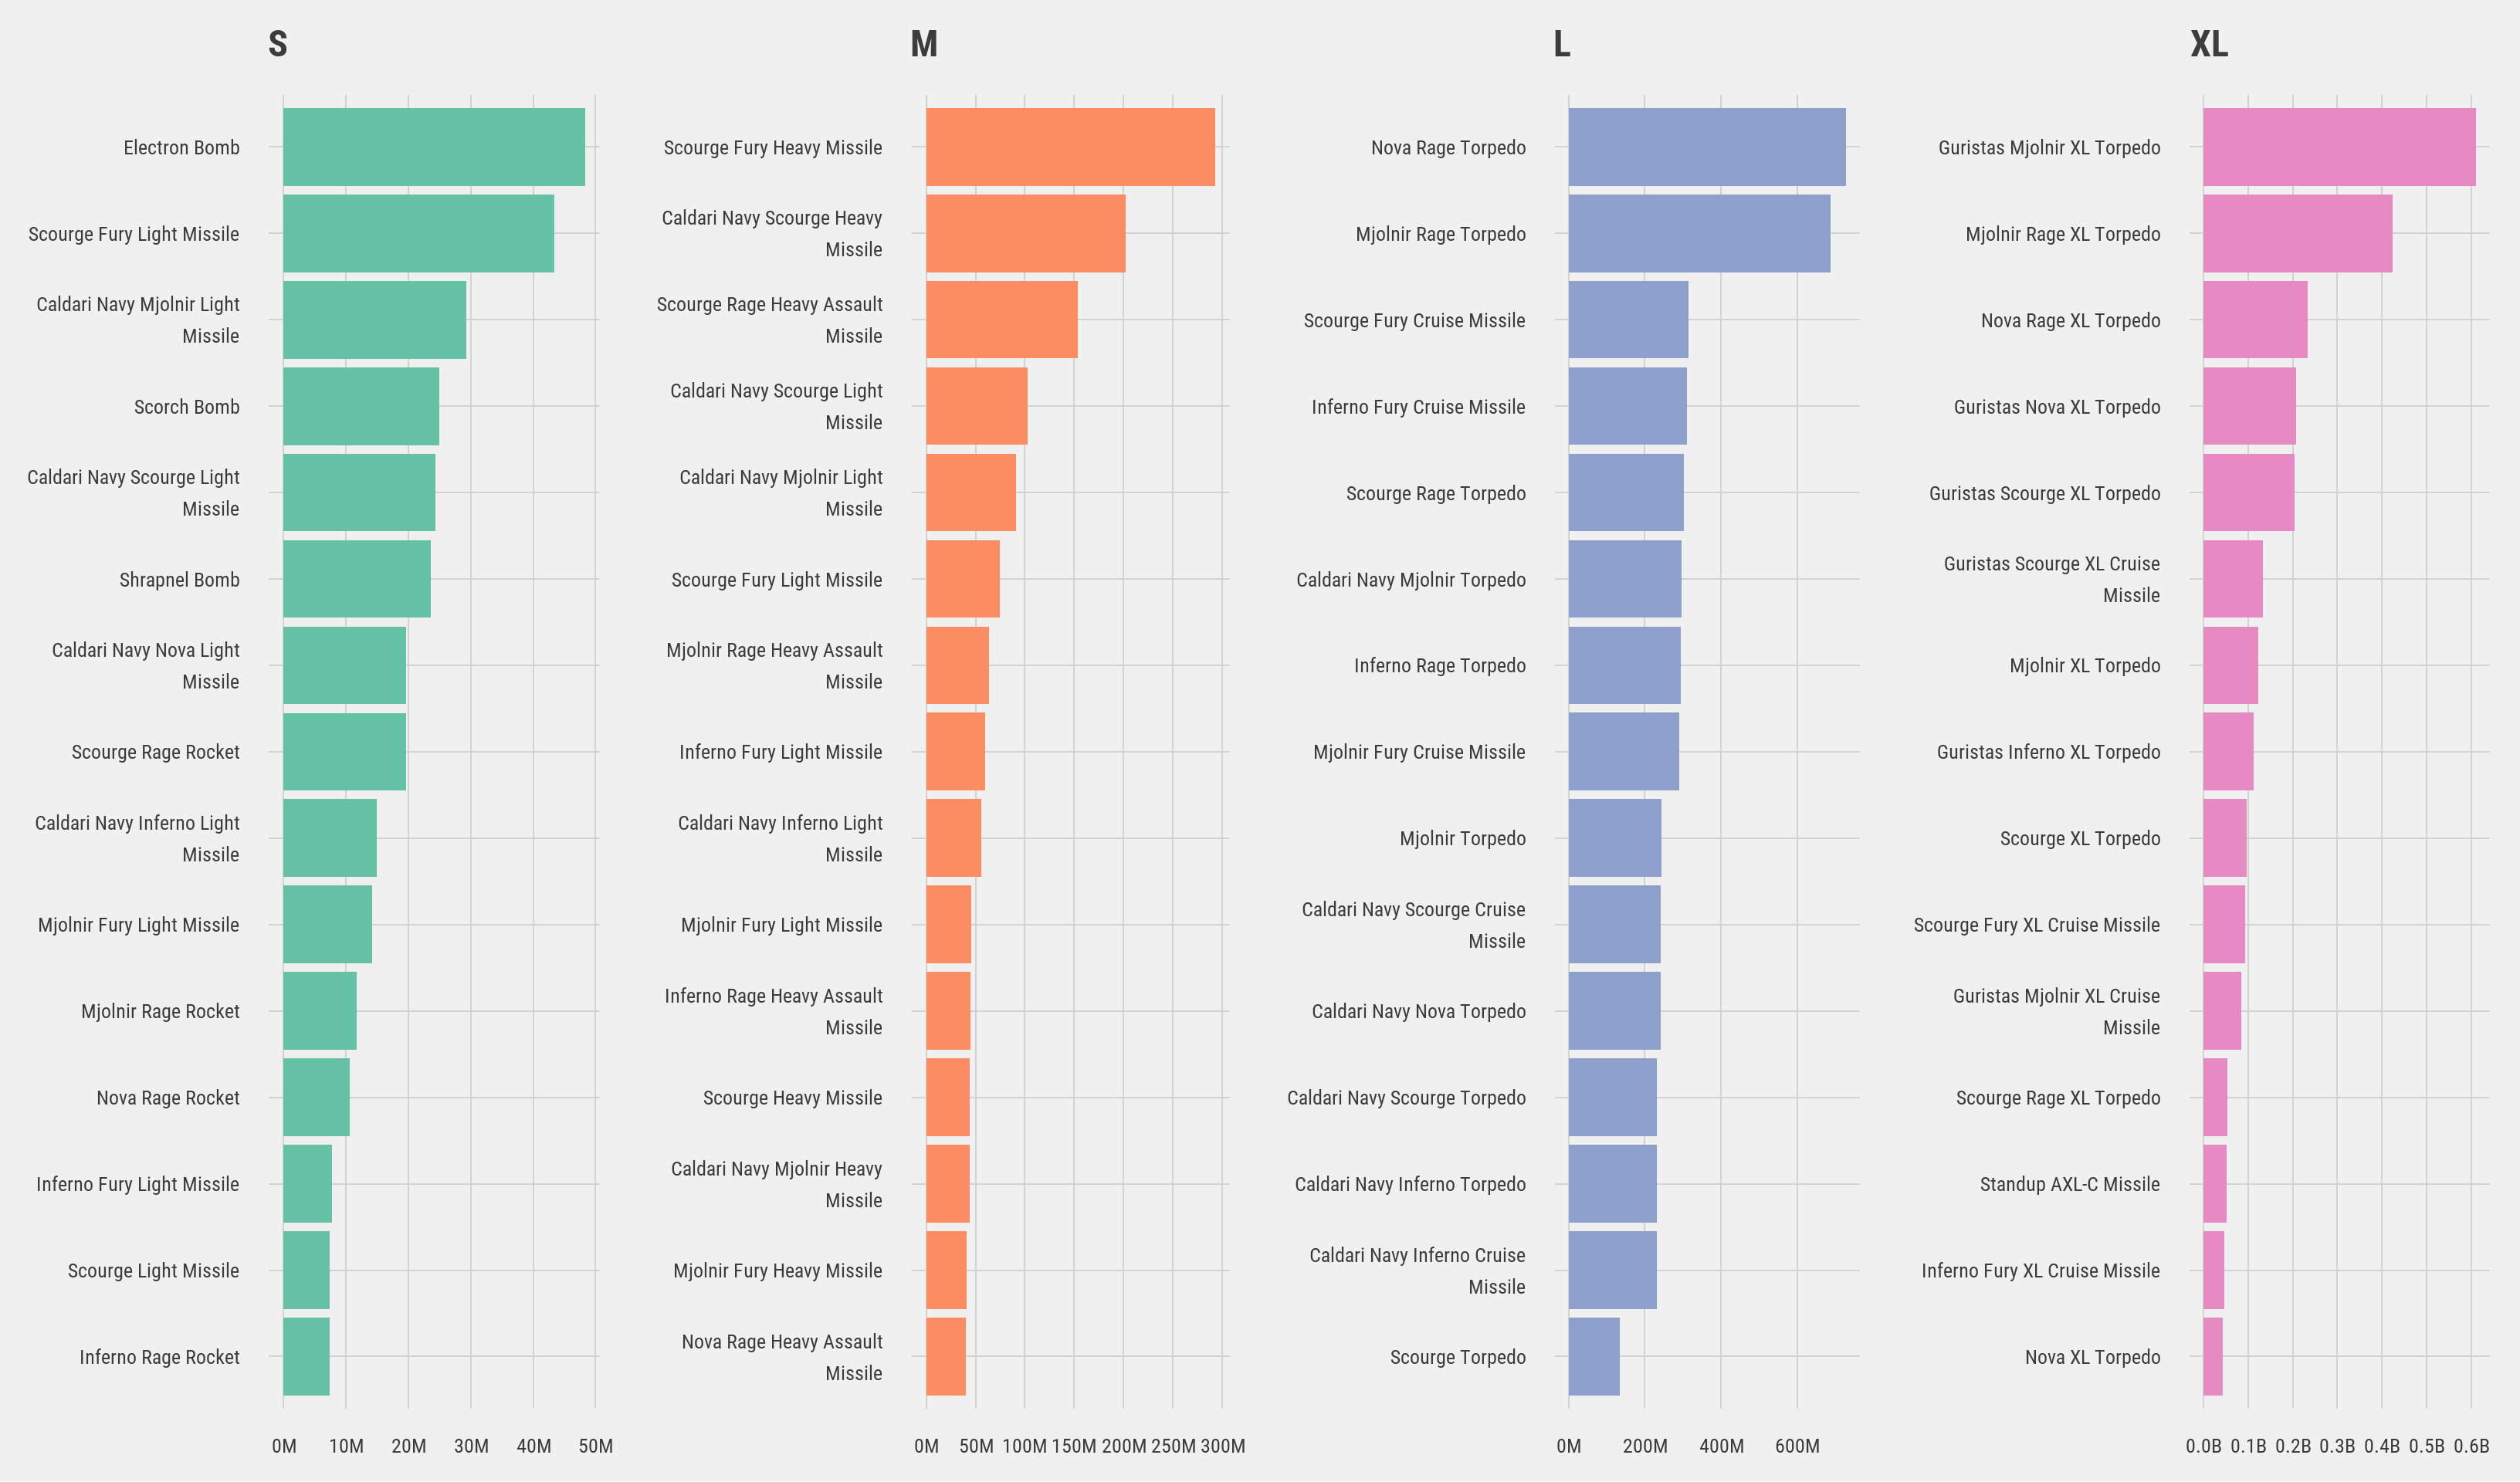 S
Electron Bomb
Scourge Fury Light Missile
Caldari Navy Mjolnir Light
Missile
Scorch Bomb
Caldari Navy Scourge Light
Missile
Shrapnel Bomb
Caldari Navy Nova Light
Missile
Scourge Rage Rocket
Caldari Navy Inferno Light
Missile
Mjolnir Fury Light Missile
Mjolnir Rage Rocket
Nova Rage Rocket
Inferno Fury Light Missile
Scourge Light Missile
Inferno Rage Rocket
0M 10M 20M 30M 40M 50M
M
Scourge Fury Heavy Missile
Caldari Navy Scourge Heavy
Missile
Scourge Rage Heavy Assault
Missile
Caldari Navy Scourge Light
Missile
Caldari Navy Mjolnir Light
Missile
Scourge Fury Light Missile
Mjolnir Rage Heavy Assault
Missile
Inferno Fury Light Missile
Caldari Navy Inferno Light
Missile
Mjolnir Fury Light Missile
Inferno Rage Heavy Assault
Missile
Scourge Heavy Missile
Caldari Navy Mjolnir Heavy
Missile
Mjolnir Fury Heavy Missile
Nova Rage Heavy Assault
Missile
0M 50M 100M 150M 200M 250M 300M
L
Nova Rage Torpedo
Mjolnir Rage Torpedo
Scourge Fury Cruise Missile
Inferno Fury Cruise Missile
Scourge Rage Torpedo
Caldari Navy Mjolnir Torpedo
Inferno Rage Torpedo
Mjolnir Fury Cruise Missile
Mjolnir Torpedo
Caldari Navy Scourge Cruise
Missile
Caldari Navy Nova Torpedo
Caldari Navy Scourge Torpedo
Caldari Navy Inferno Torpedo
Caldari Navy Inferno Cruise
Missile
Scourge Torpedo
0M 200M 400M 600M
XL
Guristas Mjolnir XL Torpedo
Mjolnir Rage XL Torpedo
Nova Rage XL Torpedo
Guristas Nova XL Torpedo
Guristas Scourge XL Torpedo
Guristas Scourge XL Cruise
Missile
Mjolnir XL Torpedo
Guristas Inferno XL Torpedo
Scourge XL Torpedo
Scourge Fury XL Cruise Missile
Guristas Mjolnir XL Cruise
Missile
Scourge Rage XL Torpedo
Standup AXL-C Missile
Inferno Fury XL Cruise Missile
Nova XL Torpedo
0.0B 0.1B 0.2B 0.3B 0.4B 0.5B 0.6B